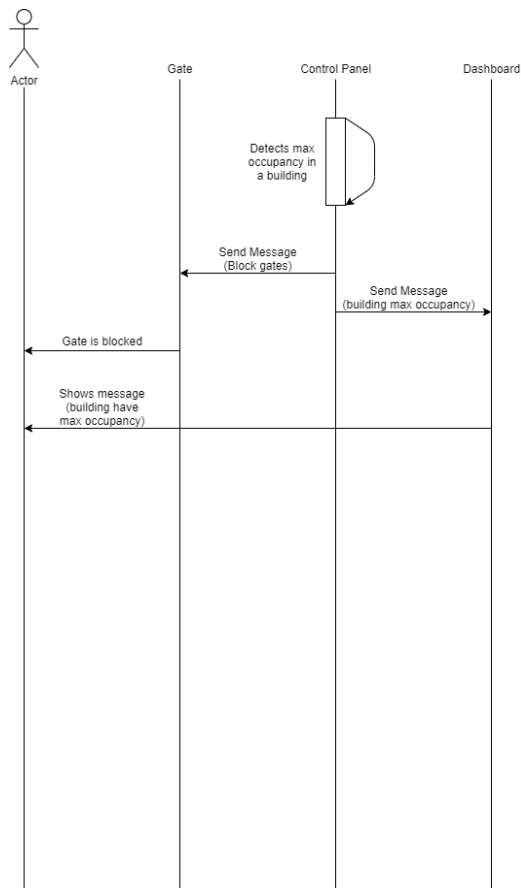 Actor
Gate
Control Panel
Dashboard
Detects max
occupancy in
a building
Send Message
(Block gates)
Send Message
(building max occupancy)
Gate is blocked
Shows message
(building have
max occupancy)